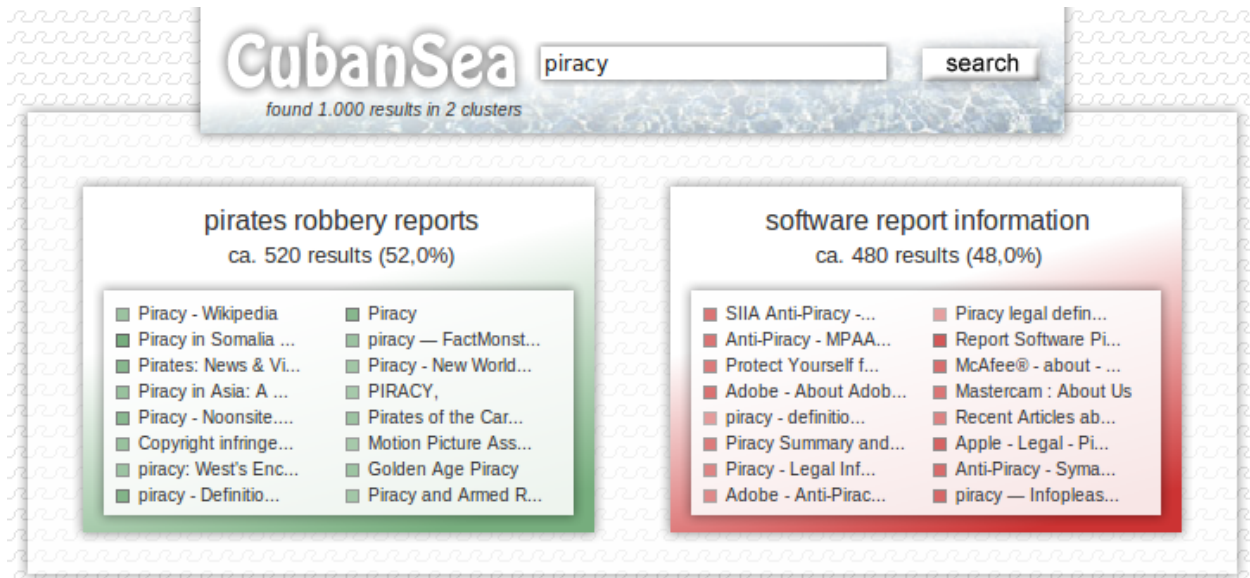 CubanSea
piracy
search
found 1.000 results in 2 clusters
pirates robbery reports
ca. 520 results (52,0%)
Piracy - Wikipedia
Piracy in Somalia ...
Pirates: News & Vi...
Piracy in Asia: A ...
Piracy - Noonsite....
Copyright infringe...
piracy: West's Enc...
piracy - Definitio...
Piracy
piracy — FactMonst...
Piracy - New World...
PIRACY,
Pirates of the Car...
Motion Picture Ass...
Golden Age Piracy
Piracy and Armed R...
software report information
ca. 480 results (48,0%)
SIIA Anti-Piracy -...
Anti-Piracy - MPAA...
Protect Yourself f...
Adobe - About Adob...
piracy - definitio...
Piracy Summary and...
Piracy - Legal Inf...
Adobe - Anti-Pirac...
Piracy legal defin...
Report Software Pi...
McAfee® - about - ...
Mastercam : About Us
Recent Articles ab...
Apple - Legal - Pi...
Anti-Piracy - Syma...
piracy — Infopleas...